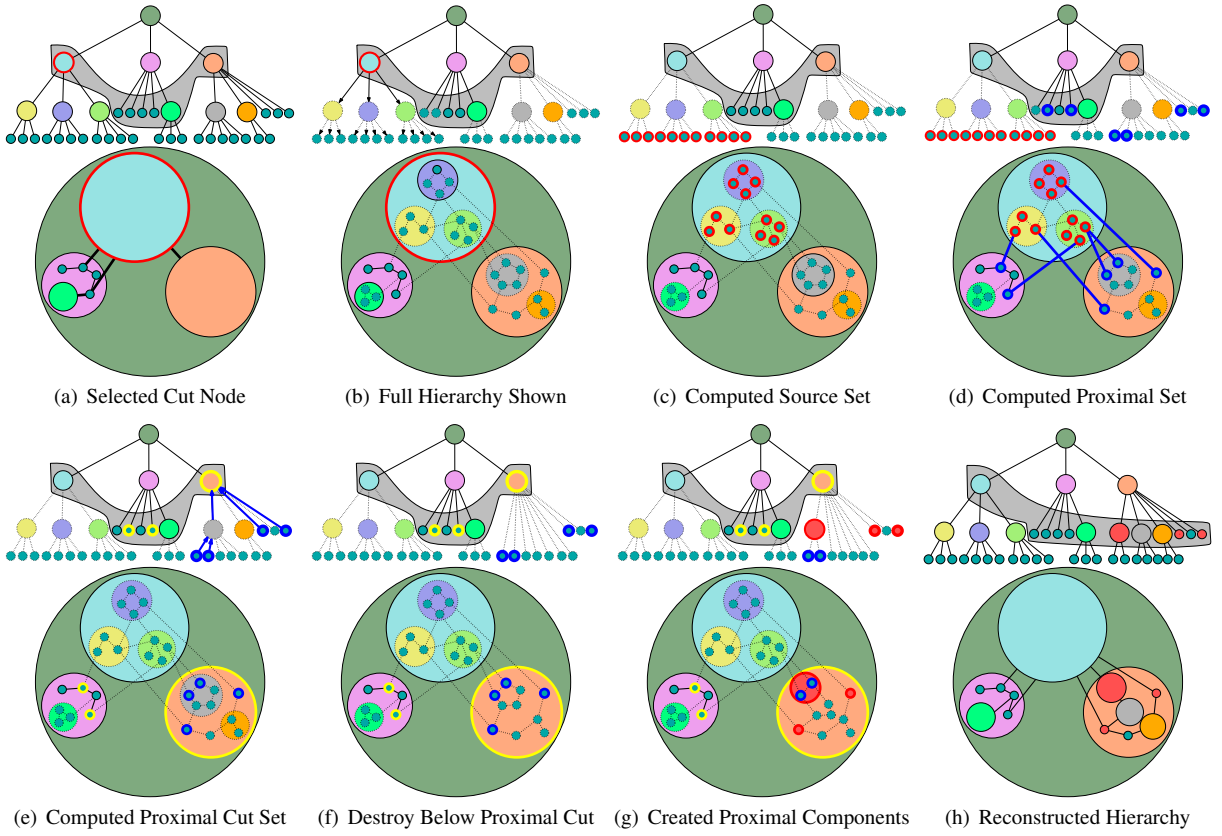 (a) Selected Cut Node
(b) Full Hierarchy Shown
(c) Computed Source Set
(d) Computed Proximal Set
(e) Computed Proximal Cut Set
(f) Destroy Below Proximal Cut
(g) Created Proximal Components
(h) Reconstructed Hierarchy